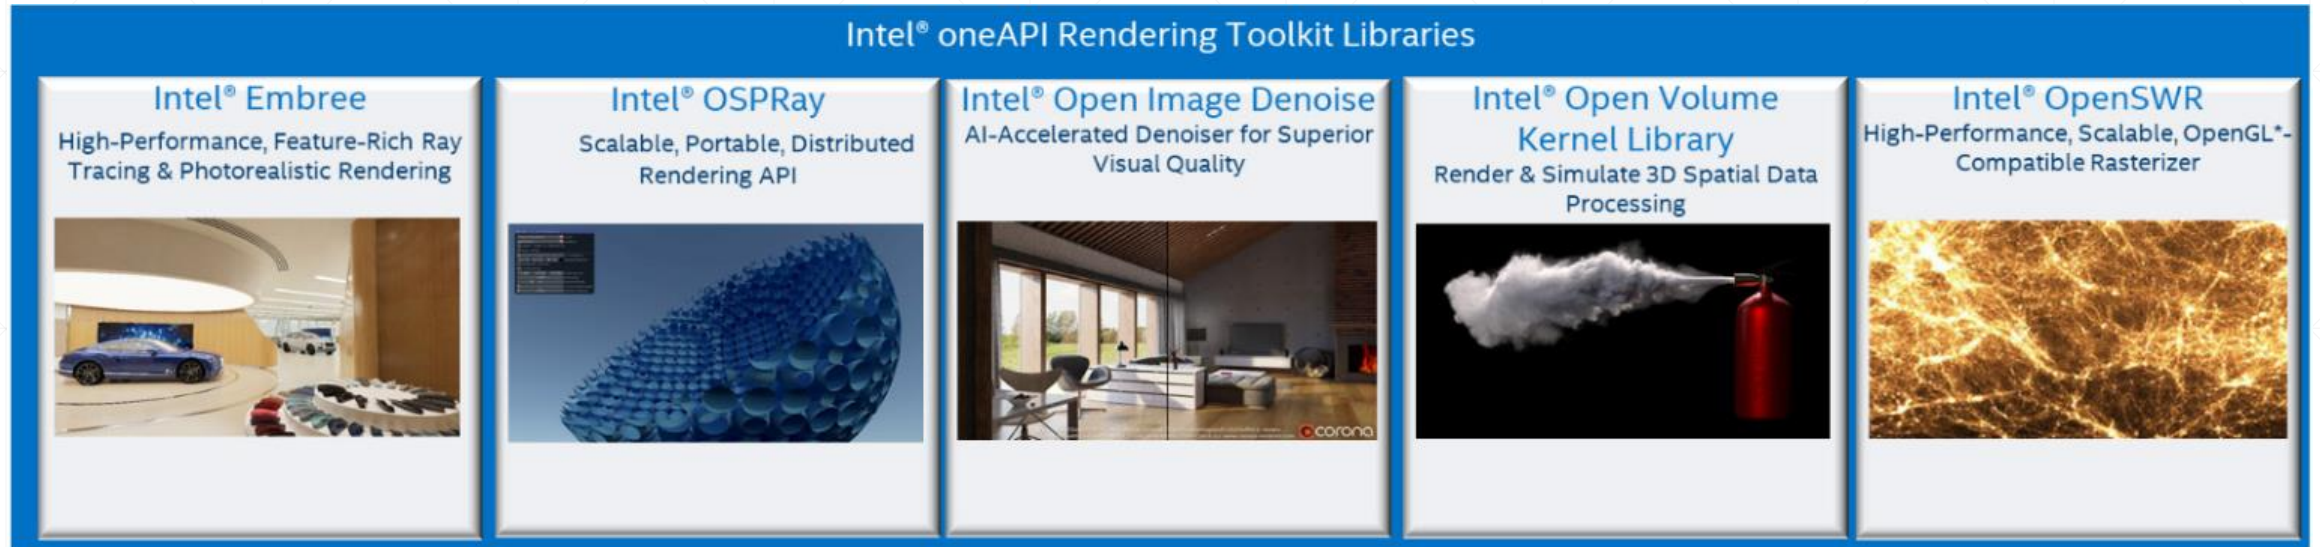 Intel® oneAPI Rendering Toolkit Libraries
Intel® Embree
High-Performance, Feature-Rich Ray
Tracing & Photorealistic Rendering
Intel® OSPRay
Scalable, Portable, Distributed
Rendering API
Intel® Open Image Denoise
AI-Accelerated Denoiser for Superior
Visual Quality
corona
Intel® Open Volume
Kernel Library
Render & Simulate 3D Spatial Data
Processing
Intel® OpenSWR
High-Performance, Scalable, OpenGL*-
Compatible Rasterizer